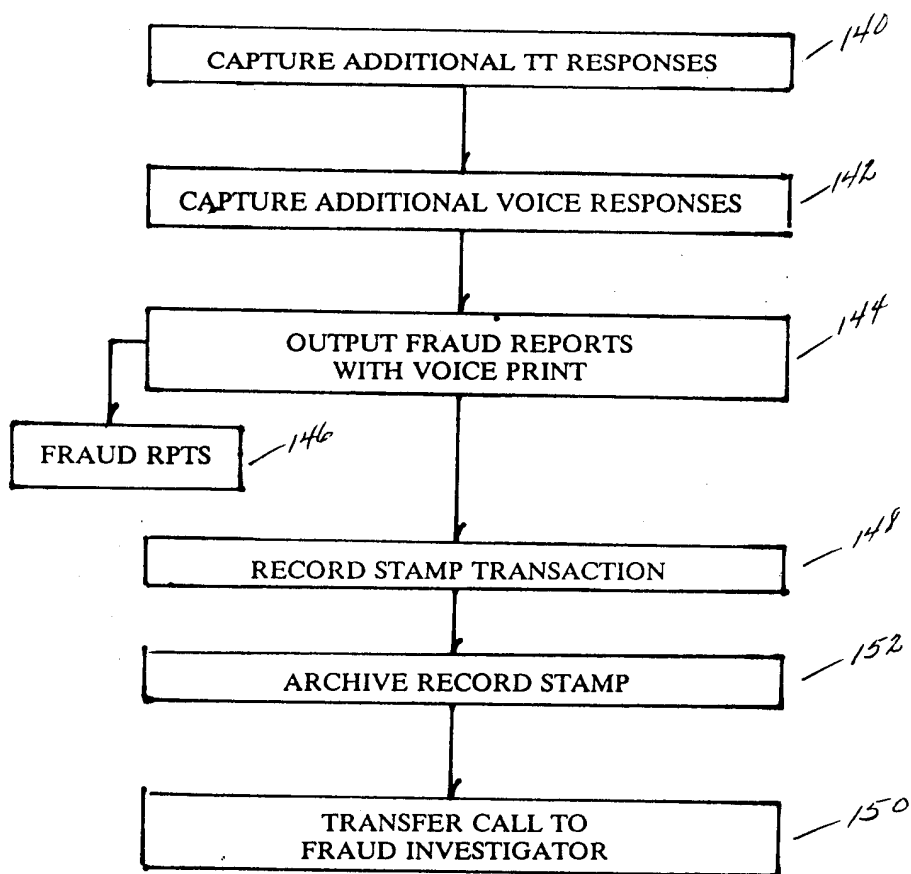 CAPTURE ADDITIONAL TT RESPONSES
140
CAPTURE ADDITIONAL VOICE RESPONSES
142
OUTPUT FRAUD REPORTS
WITH VOICE PRINT
144
FRAUD RPTS
146
RECORD STAMP TRANSACTION
148
ARCHIVE RECORD STAMP
152
TRANSFER CALL TO
FRAUD INVESTIGATOR
150